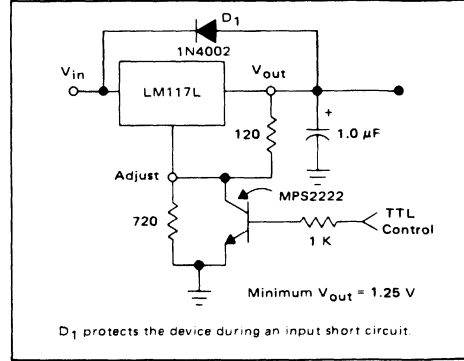 D1
1N4002
Vin
Vout
LM117L
120
+
1.0 μF
Adjust
MPS2222
720
TTL
Control
1 K
Minimum Vout = 1.25 V
D1 protects the device during an input short circuit.